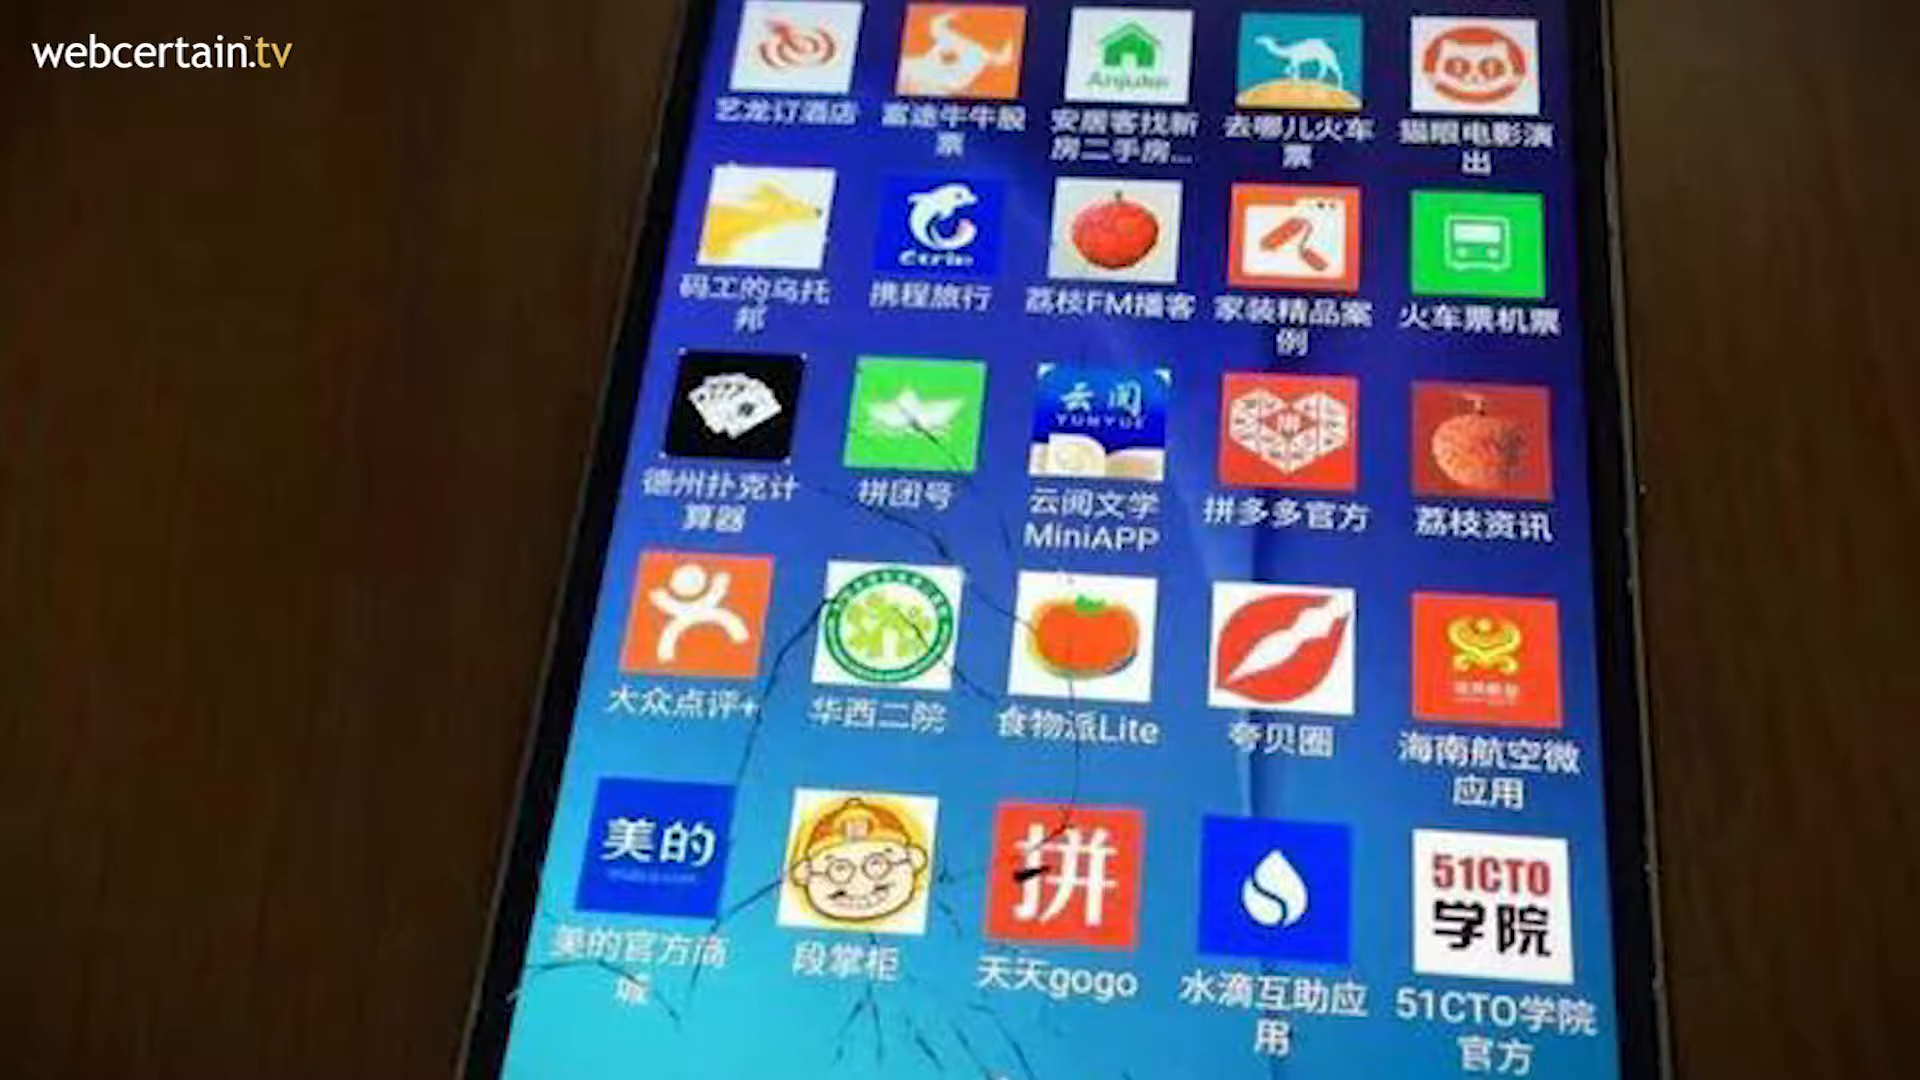 webcertain.tv
Anjuke
艺龙订酒店
富途牛牛股
票
安居客找新
房二手房...
去哪儿火车
票
猫眼电影演
出
Ctrip
码工的乌托
邦
携程旅行
荔枝FM播客
家装精品案
例
火车票机票
云阅
YUNYUE
德州扑克计
算器
拼团号
云阅文学
MiniAPP
拼多多官方
荔枝资讯
大众点评+
华西二院
食物派Lite
夸贝圈
海南航空微
应用
美的
拼
51CTO
学院
美的官方商
城
段掌柜
天天gogo
水滴互助应
用
51CTO学院
官方